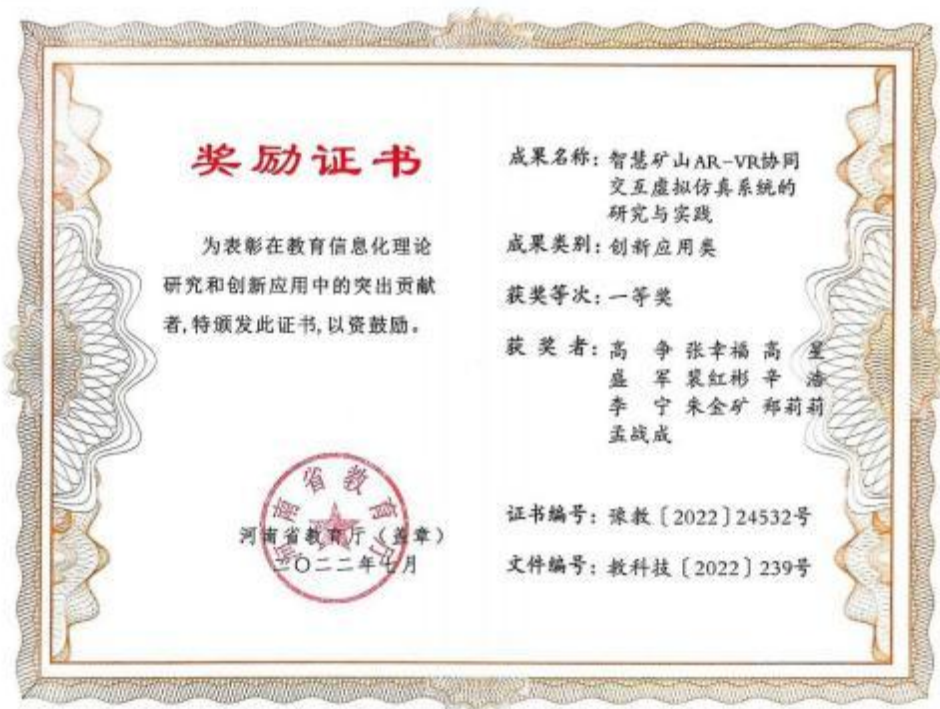 奖励证书
为表彰在教育信息化理论
研究和创新应用中的突出贡献
者,特颁发此证书,以资鼓励。
河南省教育厅
河南省教育厅(盖章)
二〇二二年七月
成果名称:智慧矿山AR-VR协同
交互虚拟仿真系统的
研究与实践
成果类别:创新应用类
获奖等次:一等奖
获 奖 者:高 争 张幸福 高 星
盛 军 裴红彬 辛 浩
李 宁 朱金矿 郑莉莉
孟战成
证书编号:豫教〔2022〕24532号
文件编号:教科技〔2022〕239号